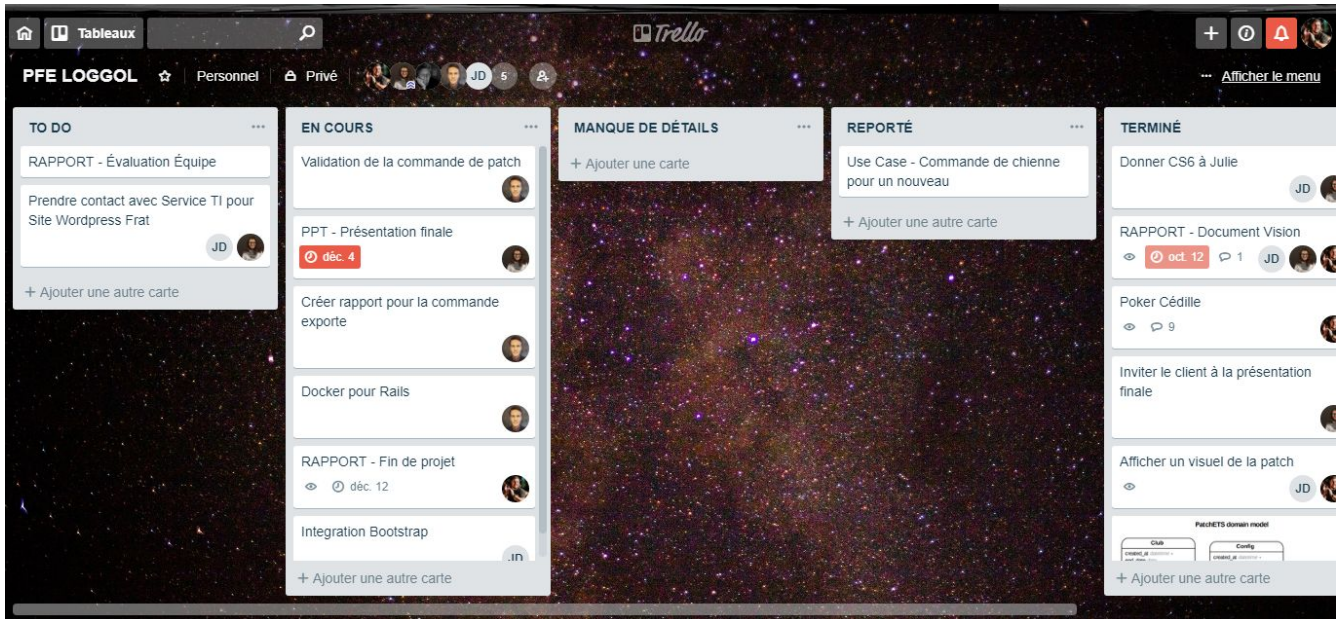 Tableaux
Trello
PFE LOGGOL
Personnel
Privé
JD
5
Afficher le menu
TO DO
RAPPORT - Évaluation Équipe
Prendre contact avec Service TI pour
Site Wordpress Frat
JD
+ Ajouter une autre carte
EN COURS
Validation de la commande de patch
PPT - Présentation finale
déc. 4
Créer rapport pour la commande
exporte
Docker pour Rails
RAPPORT - Fin de projet
déc. 12
Integration Bootstrap
JD
+ Ajouter une autre carte
MANQUE DE DÉTAILS
+ Ajouter une carte
REPORTÉ
Use Case - Commande de chienne
pour un nouveau
+ Ajouter une autre carte
TERMINÉ
Donner CS6 à Julie
JD
RAPPORT - Document Vision
oct. 12 1 JD
Poker Cédille
9
Inviter le client à la présentation
finale
Afficher un visuel de la patch
JD
PatchETS domain model
Club
Config
created_at datetime
created_at datetime
+ Ajouter une autre carte